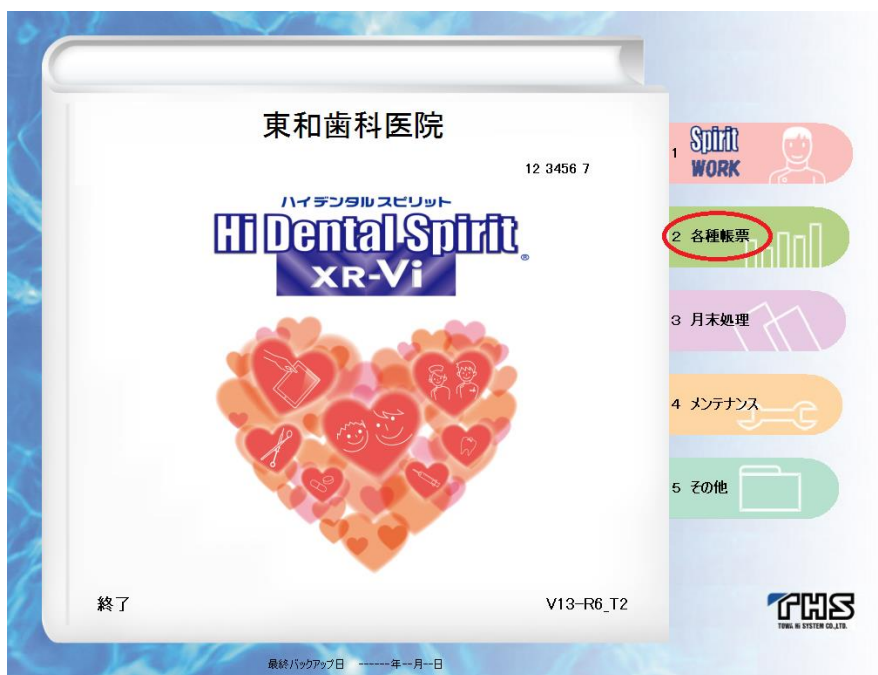 東和歯科医院
12 3456 7
ハイデンタルスピリット
Hi Dental Spirit®
XR-Vi
1 Spirit WORK
2 各種帳票
3 月末処理
4 メンテナンス
5 その他
終了
V13-R6_T2
THS
TOWA Hi SYSTEM CO.,LTD.
最終バックアップ日 ------年--月--日